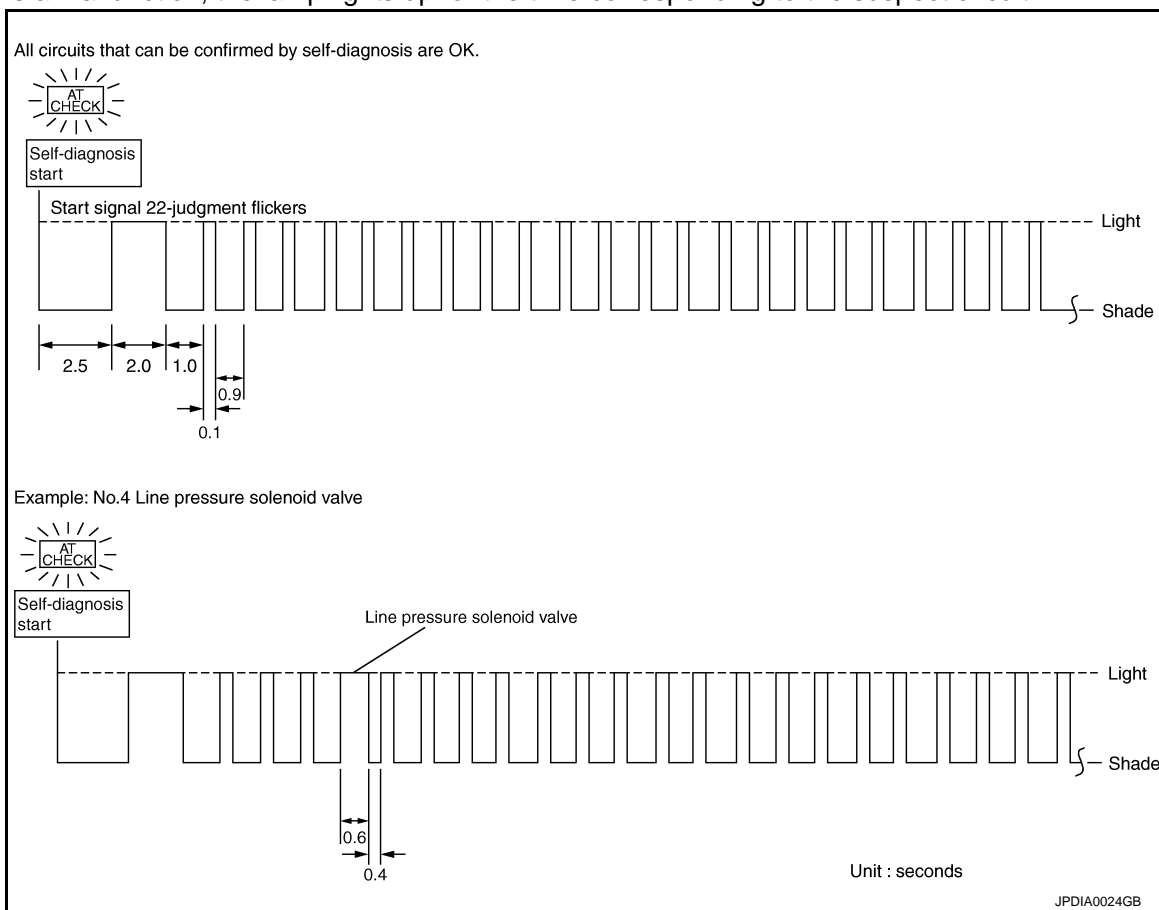 All circuits that can be confirmed by self-diagnosis are OK.
AT
CHECK
Self-diagnosis
start
Start signal 22-judgment flickers
Light
Shade
2.5
2.0
1.0
0.9
0.1
Example: No.4 Line pressure solenoid valve
AT
CHECK
Self-diagnosis
start
Line pressure solenoid valve
Light
Shade
0.6
0.4
Unit : seconds
JPDIA0024GB